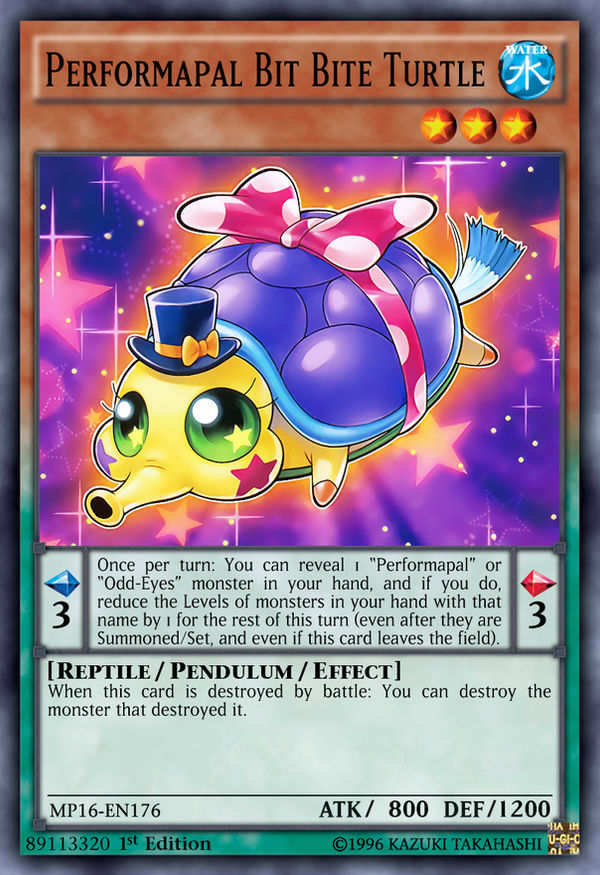 Performapal Bit Bite Turtle
WATER
水
Once per turn: You can reveal 1 "Performapal" or
"Odd-Eyes" monster in your hand, and if you do,
reduce the Levels of monsters in your hand with that
name by 1 for the rest of this turn (even after they are
Summoned/Set, and even if this card leaves the field).
3
3
[Reptile / Pendulum / Effect]
When this card is destroyed by battle: You can destroy the
monster that destroyed it.
MP16-EN176
ATK/ 800 DEF/1200
89113320 1st Edition
©1996 KAZUKI TAKAHASHI